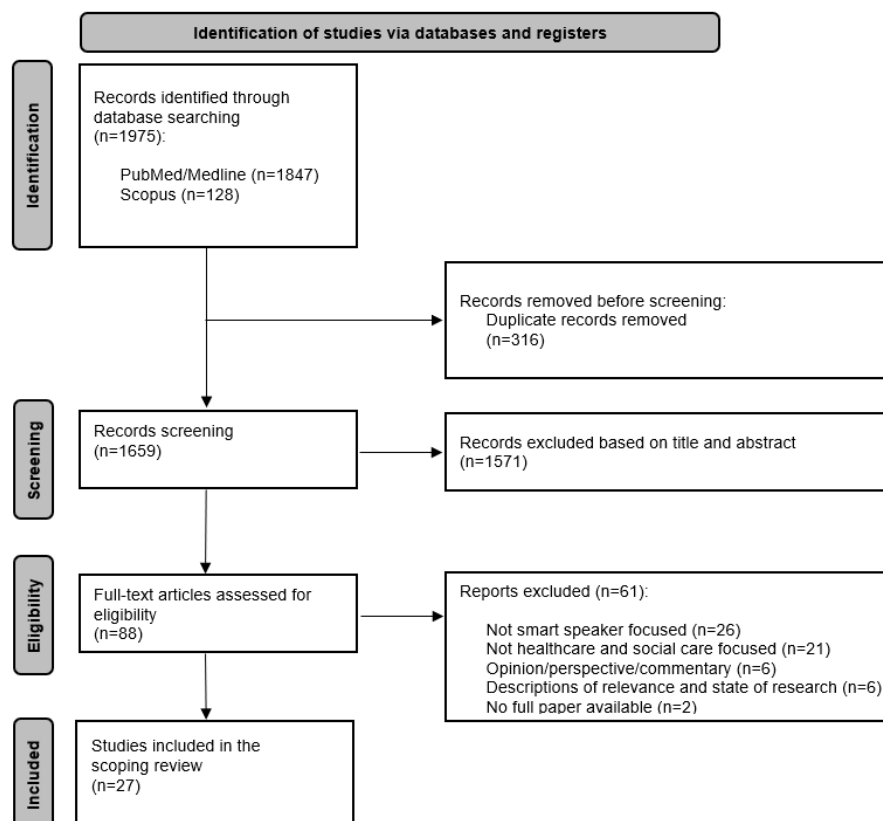 Identification of studies via databases and registers
Identification
Records identified through
database searching
(n=1975):
PubMed/Medline (n=1847)
Scopus (n=128)
Records removed before screening:
Duplicate records removed
(n=316)
Screening
Records screening
(n=1659)
Records excluded based on title and abstract
(n=1571)
Eligibility
Full-text articles assessed for
eligibility
(n=88)
Reports excluded (n=61):
Not smart speaker focused (n=26)
Not healthcare and social care focused (n=21)
Opinion/perspective/commentary (n=6)
Descriptions of relevance and state of research (n=6)
No full paper available (n=2)
Included
Studies included in the
scoping review
(n=27)